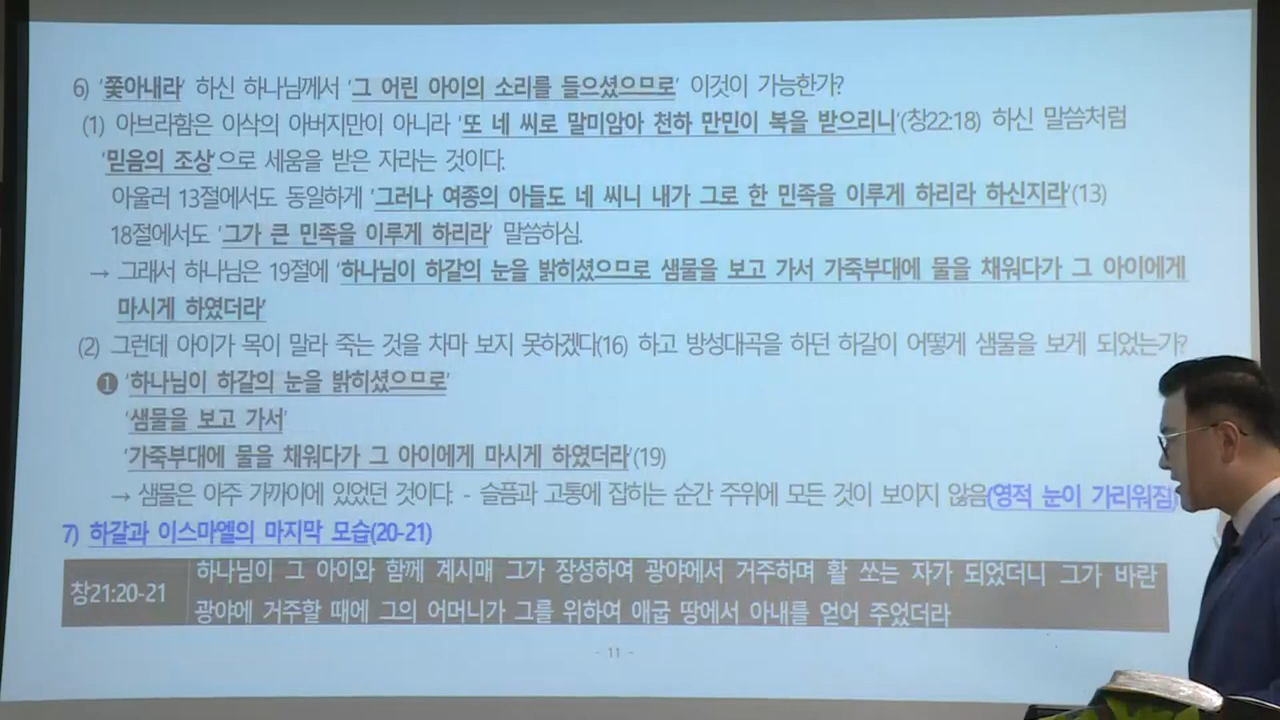 6) '쫓아내라' 하신 하나님께서 '그 어린 아이의 소리를 들으셨으므로' 이것이 가능한가?
(1) 아브라함은 이삭의 아버지만이 아니라 '또 네 씨로 말미암아 천하 만민이 복을 받으리니'(창22:18) 하신 말씀처럼
'믿음의 조상'으로 세움을 받은 자라는 것이다.
아울러 13절에서도 동일하게 '그러나 여종의 아들도 네 씨니 내가 그로 한 민족을 이루게 하리라 하신지라'(13)
18절에서도 '그가 큰 민족을 이루게 하리라' 말씀하심.
→ 그래서 하나님은 19절에 '하나님이 하갈의 눈을 밝히셨으므로 샘물을 보고 가서 가죽부대에 물을 채워다가 그 아이에게
마시게 하였더라'
(2) 그런데 아이가 목이 말라 죽는 것을 차마 보지 못하겠다(16) 하고 방성대곡을 하던 하갈이 어떻게 샘물을 보게 되었는가?
❶ '하나님이 하갈의 눈을 밝히셨으므로'
'샘물을 보고 가서'
'가죽부대에 물을 채워다가 그 아이에게 마시게 하였더라'(19)
→ 샘물은 아주 가까이에 있었던 것이다. - 슬픔과 고통에 잡히는 순간 주위에 모든 것이 보이지 않음(영적 눈이 가리워짐)
7) 하갈과 이스마엘의 마지막 모습(20-21)
창21:20-21 하나님이 그 아이와 함께 계시매 그가 장성하여 광야에서 거주하며 활 쏘는 자가 되었더니 그가 바란
광야에 거주할 때에 그의 어머니가 그를 위하여 애굽 땅에서 아내를 얻어 주었더라
- 11 -